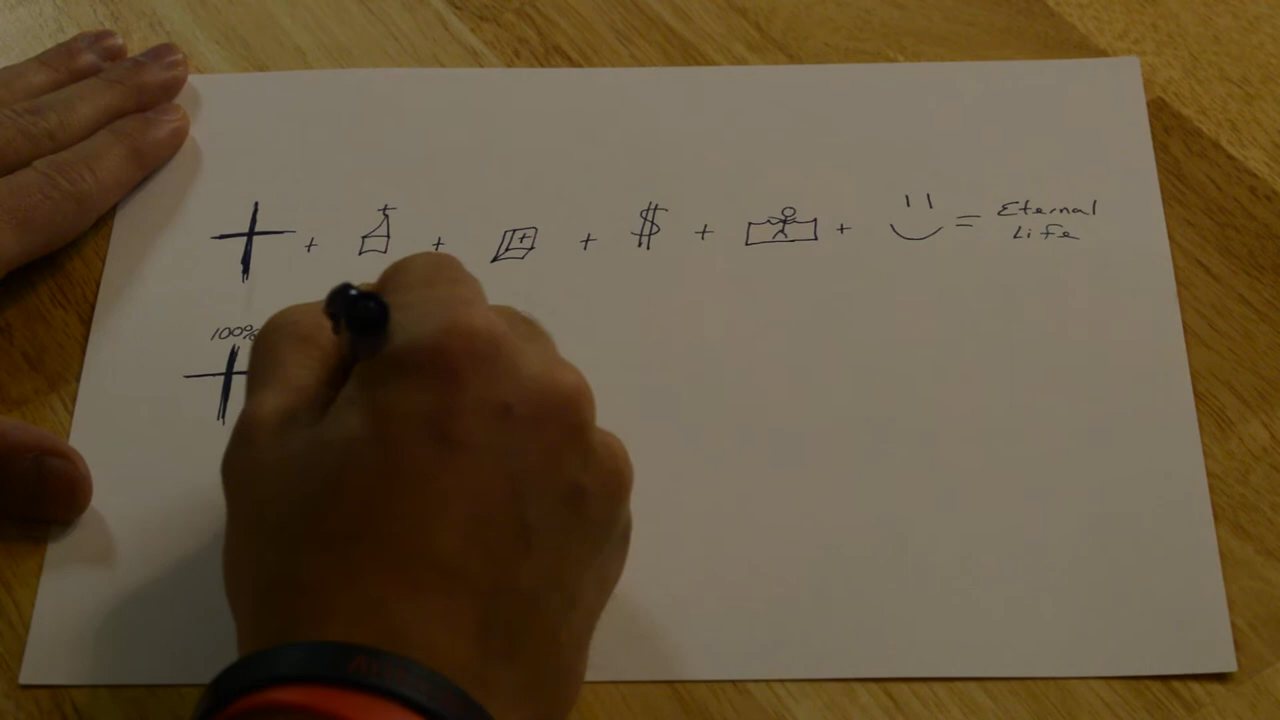 + + + $ + + = Eternal
Life
100%